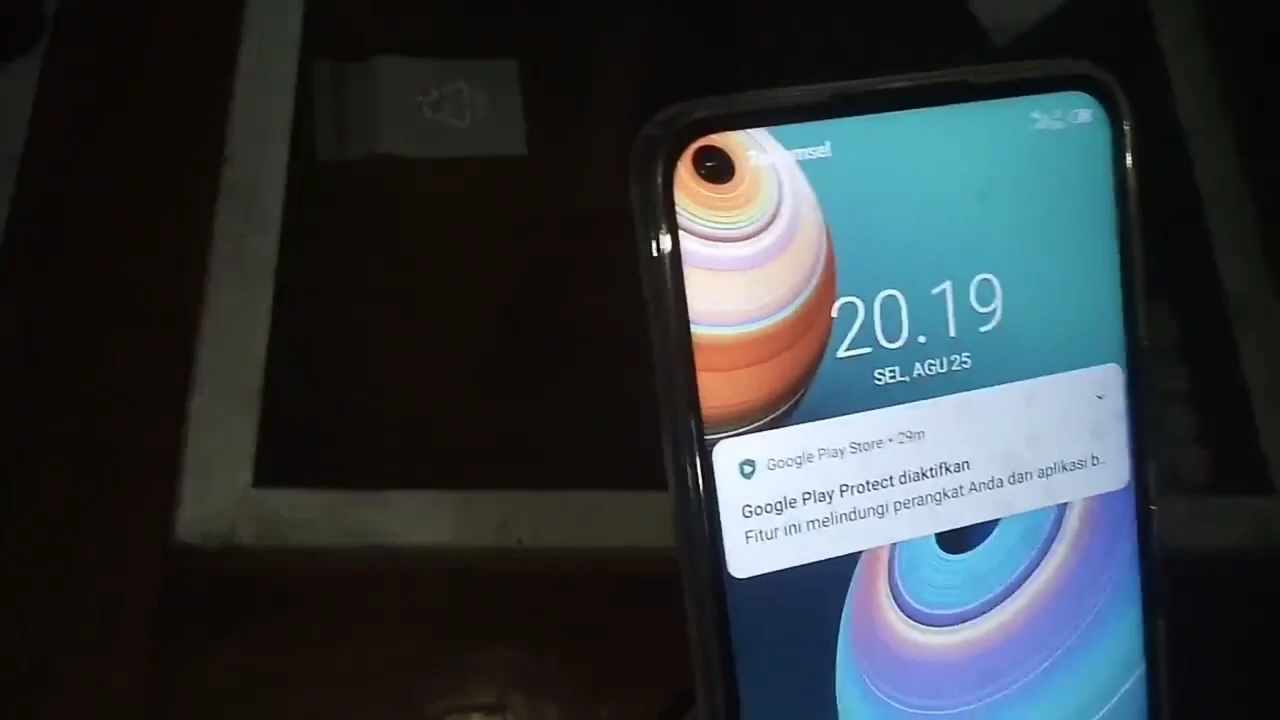 20.19
SEL, AGU 25
Google Play Store • 29m
Google Play Protect diaktifkan
Fitur ini melindungi perangkat Anda dari aplikasi b..